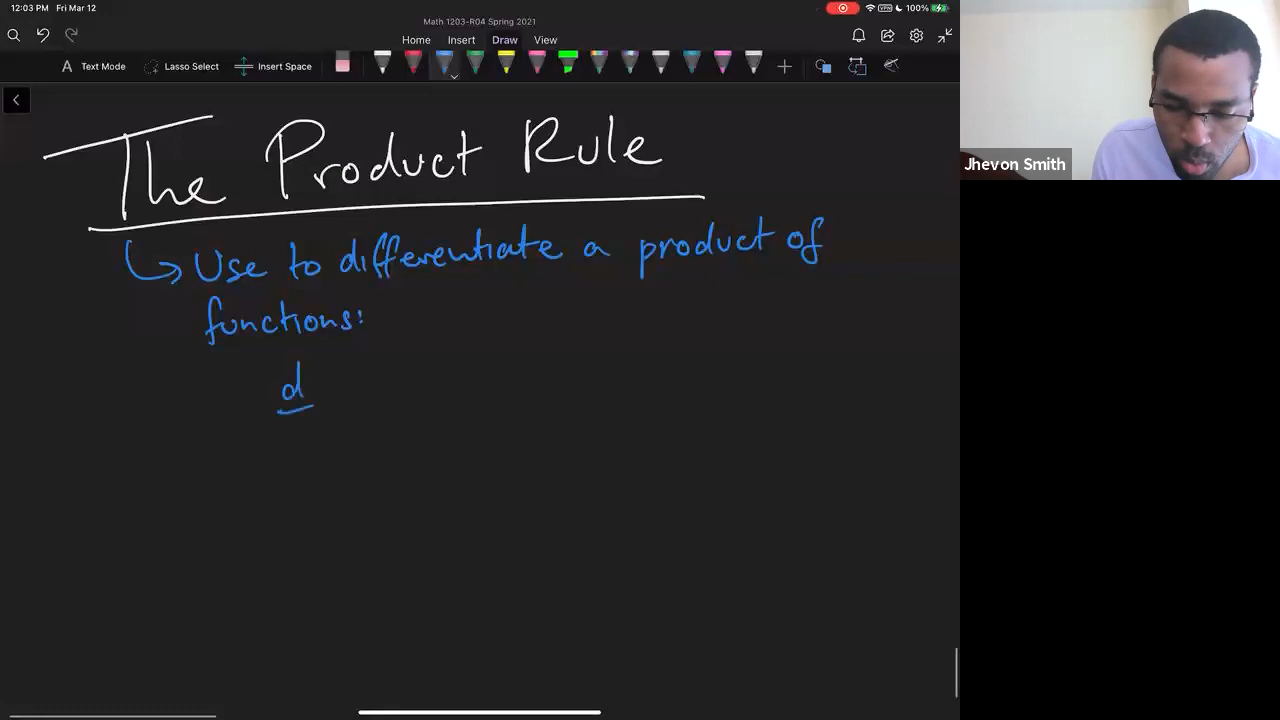 12:03 PM Fri Mar 12
100%
Math 1203-R04 Spring 2021
Home Insert Draw View
Text Mode Lasso Select Insert Space
The Product Rule
Use to differentiate a product of
functions:
d
Jhevon Smith